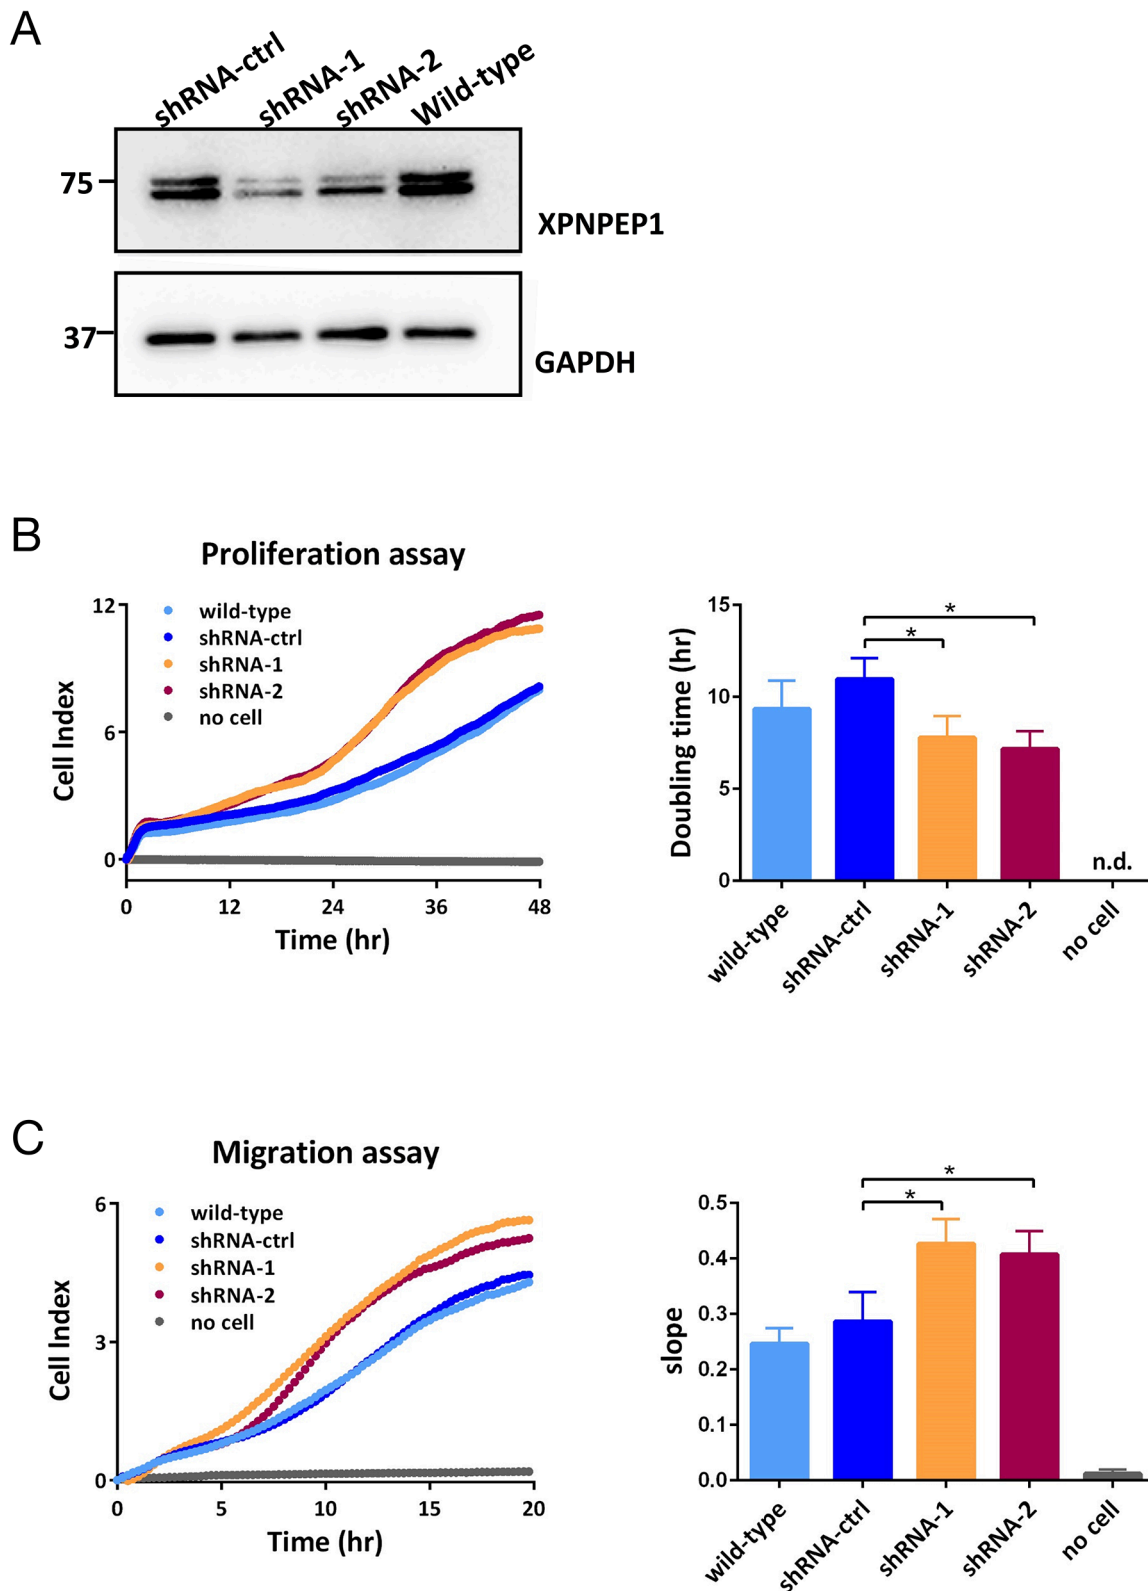 A
shRNA-ctrl
shRNA-1
shRNA-2
Wild-type
75
XPNPEP1
37
GAPDH
B
Proliferation assay
wild-type
shRNA-ctrl
shRNA-1
shRNA-2
no cell
12
6
0
Cell Index
0 12 24 36 48
Time (hr)
15
10
5
0
Doubling time (hr)
*
*
n.d.
wild-type
shRNA-ctrl
shRNA-1
shRNA-2
no cell
C
Migration assay
wild-type
shRNA-ctrl
shRNA-1
shRNA-2
no cell
6
3
0
Cell Index
0 5 10 15 20
Time (hr)
0.5
0.4
0.3
0.2
0.1
0.0
slope
*
*
wild-type
shRNA-ctrl
shRNA-1
shRNA-2
no cell